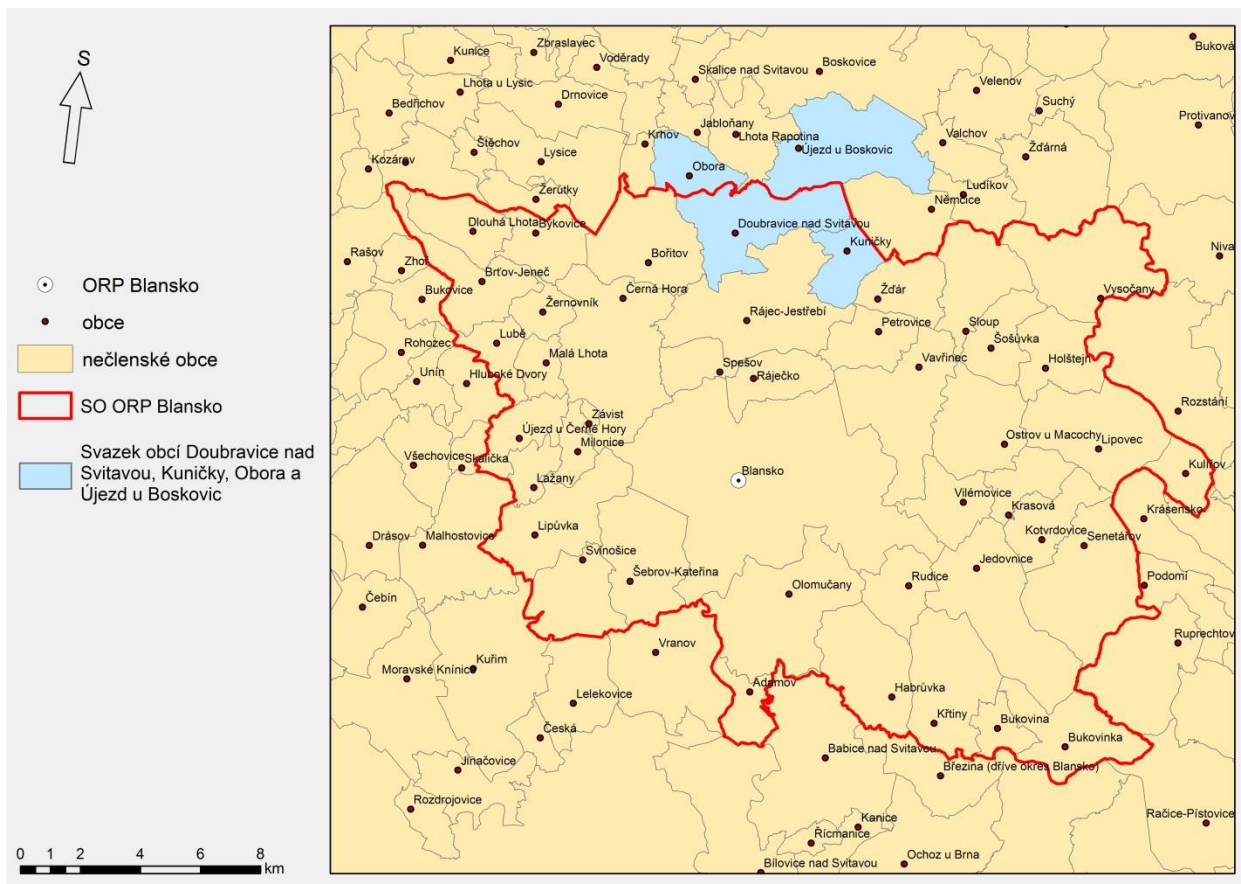 S
ORP Blansko
obce
nečlenské obce
SO ORP Blansko
Svazek obcí Doubravice nad
Svitavou, Kuničky, Obora a
Újezd u Boskovic
0 1 2 4 6 8
km
Kunice
Zbraslavec
Voděrady
Boskovice
Buková
Lhota u Lysic
Skalice nad Svitavou
Velenov
Bedřichov
Drnovice
Suchý
Protivanov
Jabloňany
Lhota Rapotina
Krhov
Valchov
Újezd u Boskovic
Štěchov
Lysice
Žďárná
Kozárov
Obora
Žerůtky
Ludíkov
Němčice
Dlouhá Lhota
Býkovice
Doubravice nad Svitavou
Kuničky
Niva
Rašov
Zhoř
Bořitov
Brťov-Jeneč
Bukovice
Černá Hora
Žďár
Vysočany
Žernovník
Rájec-Jestřebí
Petrovice
Sloup
Šošůvka
Lubě
Rohozec
Malá Lhota
Vavřinec
Holštejn
Unín
Hluboké Dvory
Spešov
Ráječko
Rozstání
Závist
Újezd u Černé Hory
Milonice
Ostrov u Macochy
Lipovec
Všechovice
Skalička
Kulířov
Blansko
Lažany
Vilémovice
Krasová
Krásensko
Lipůvka
Kotvrdovice
Senetářov
Drásov
Malhostovice
Svinošice
Jedovnice
Šebrov-Kateřina
Olomučany
Rudice
Podomí
Čebín
Ruprechtov
Vranov
Kuřim
Moravské Knínice
Adamov
Habrůvka
Lelekovice
Křtiny
Bukovina
Česká
Bukovinka
Babice nad Svitavou
Jinačovice
Březina (dříve okres Blansko)
Rozdrojovice
Kanice
Račice-Pístovice
Řícmanice
Bílovice nad Svitavou
Ochoz u Brna